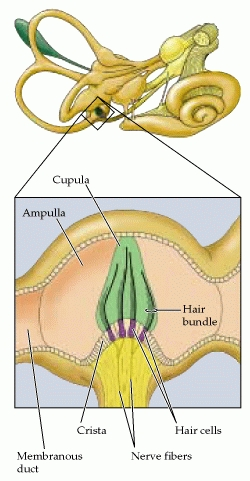 Cupula
Ampulla
Hair
bundle
Crista
Hair cells
Membranous
duct
Nerve fibers